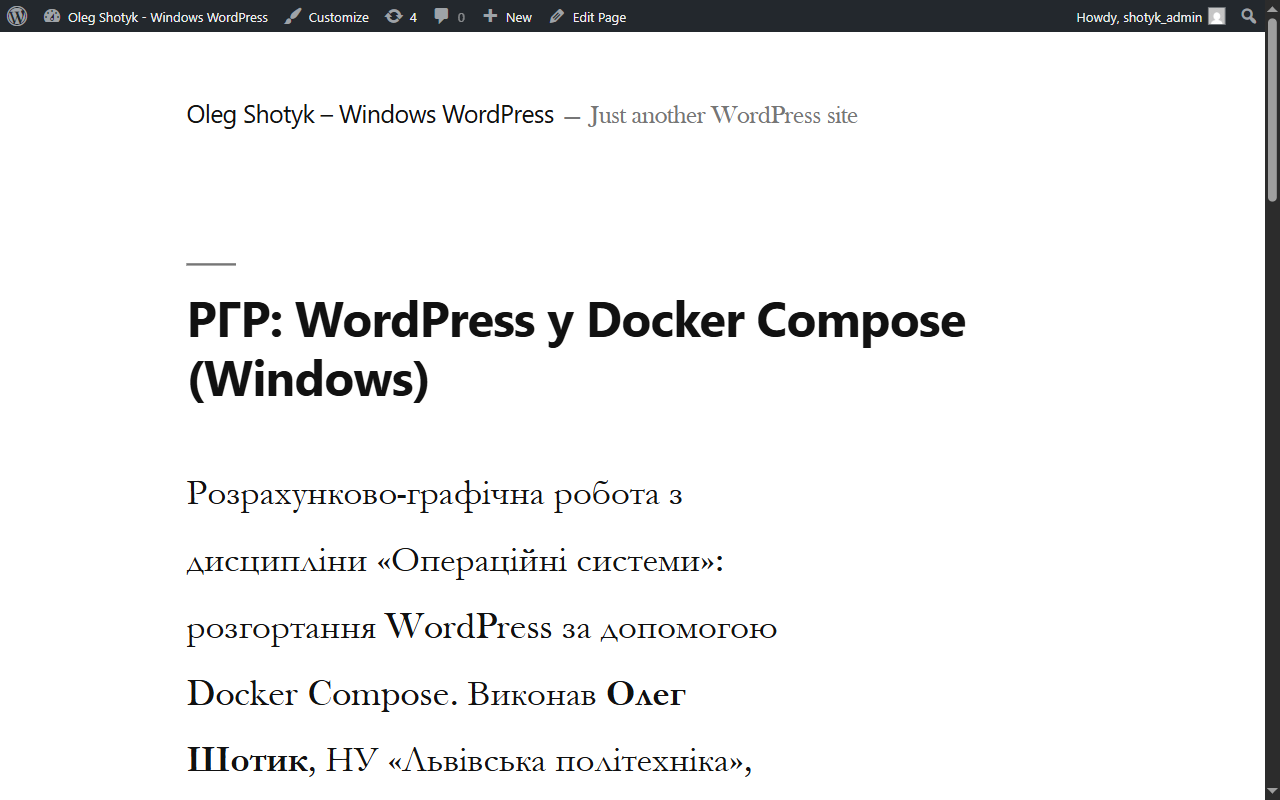 Oleg Shotyk - Windows WordPress Customize 4 0 New Edit Page Howdy, shotyk_admin
Oleg Shotyk – Windows WordPress — Just another WordPress site
РГР: WordPress у Docker Compose
(Windows)
Розрахунково-графічна робота з
дисципліни «Операційні системи»:
розгортання WordPress за допомогою
Docker Compose. Виконав Олег
Шотик, НУ «Львівська політехніка»,